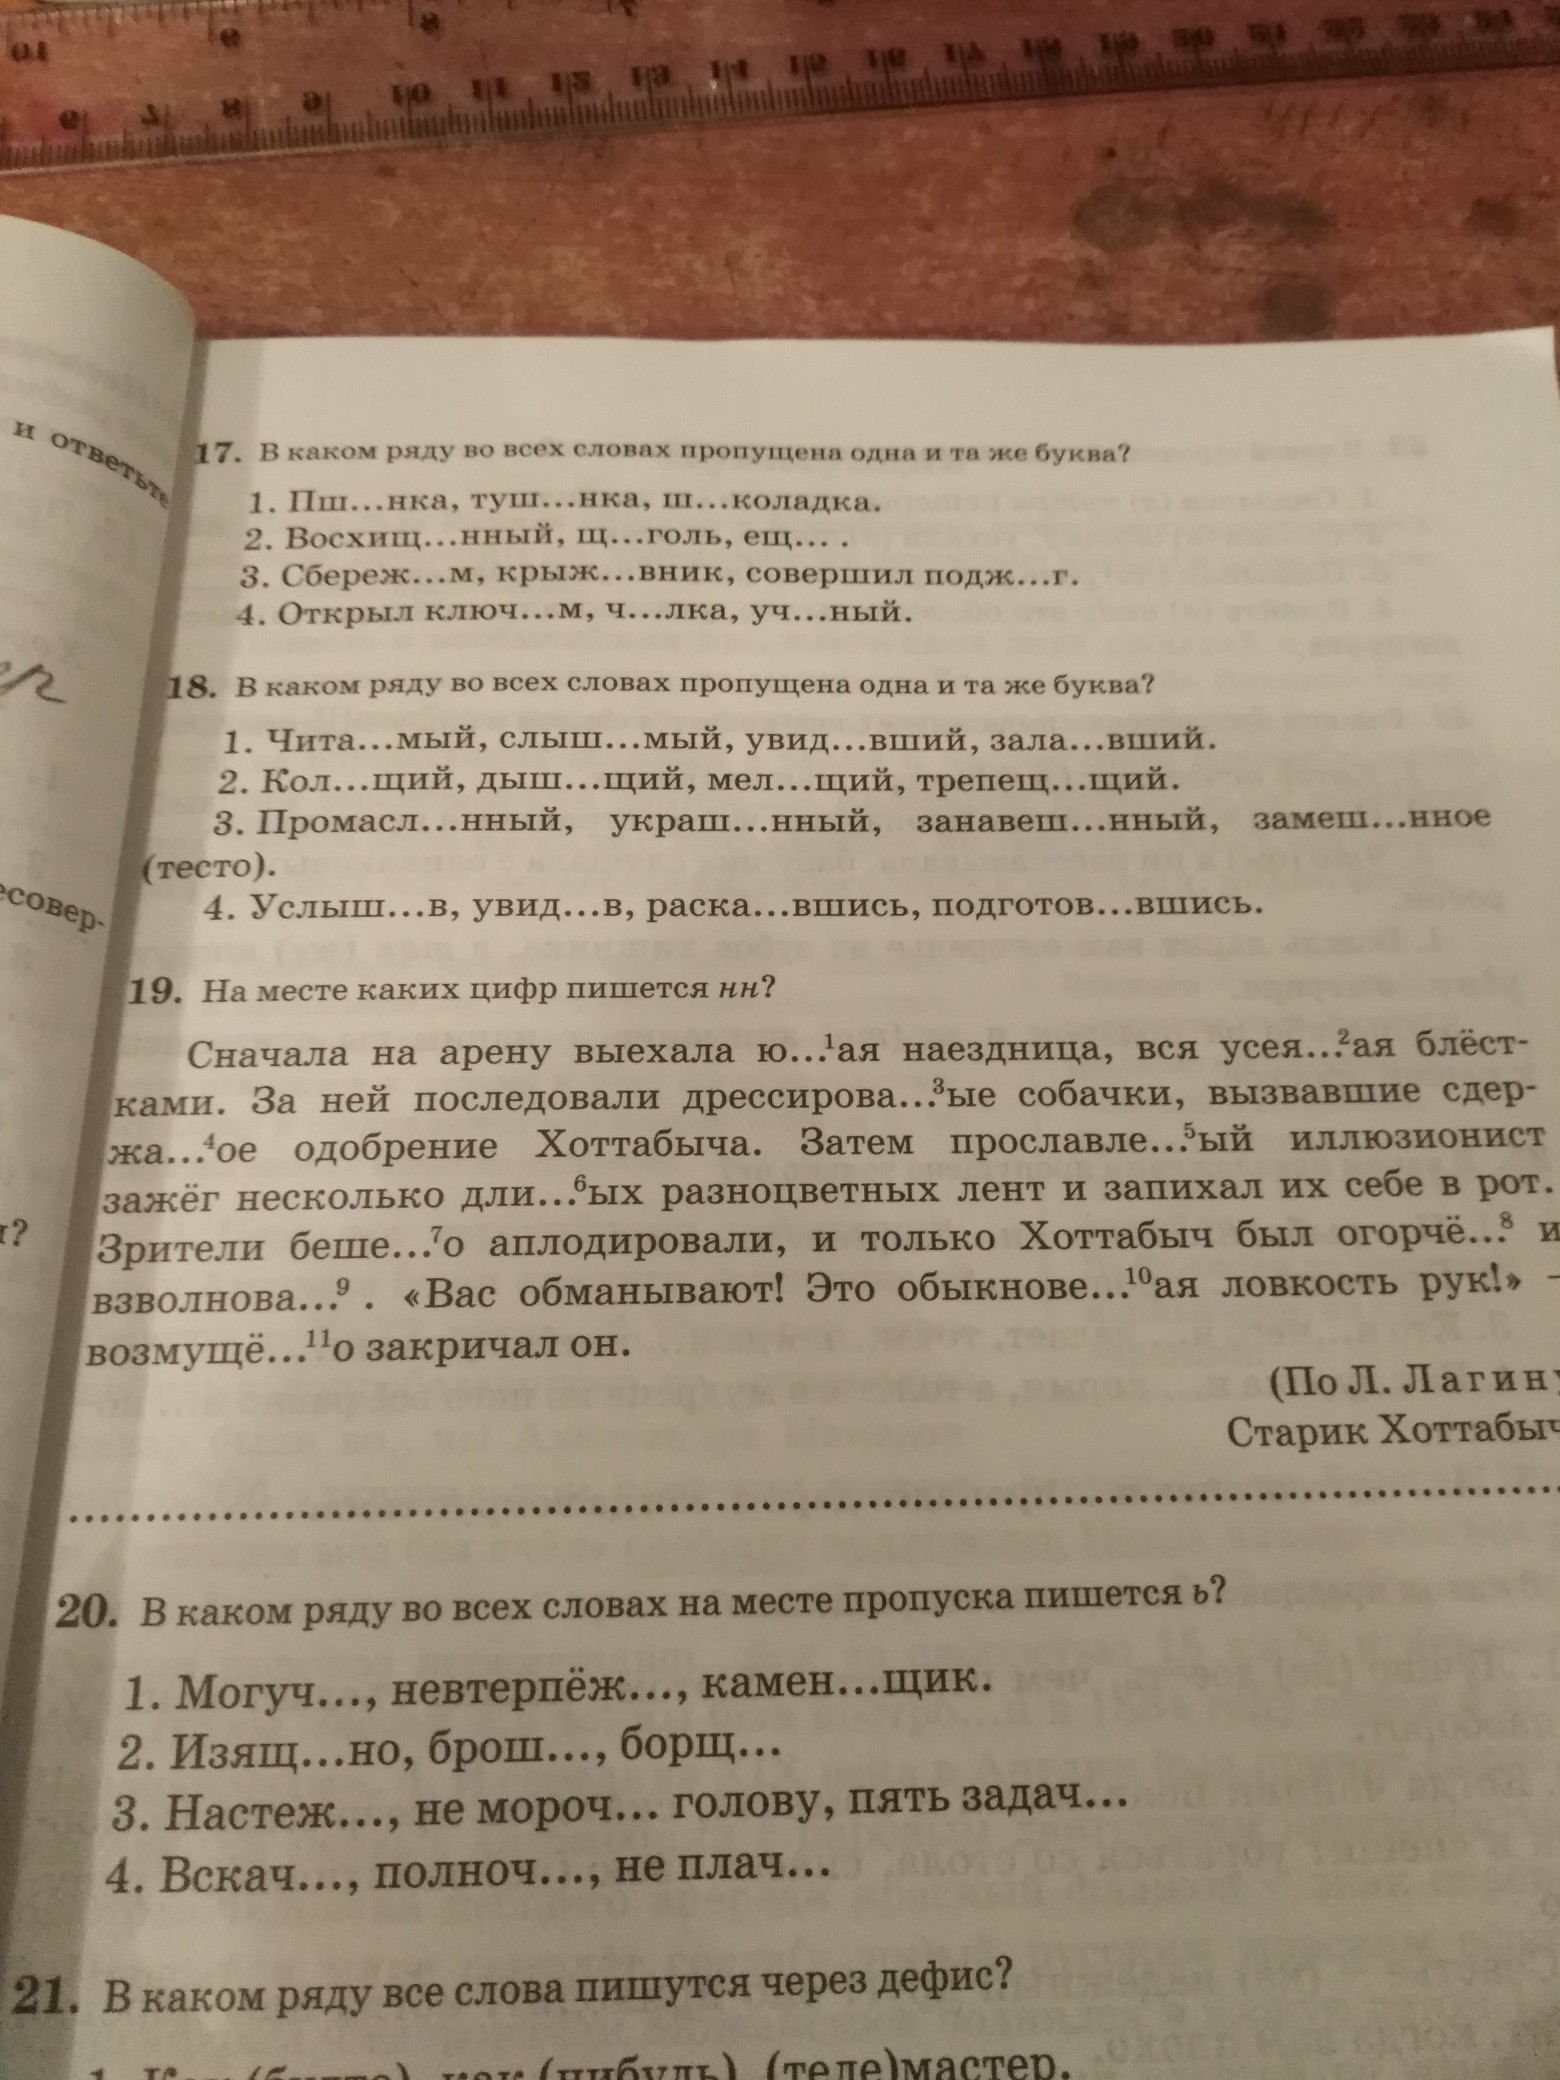 и ответьте
17. В каком ряду во всех словах пропущена одна и та же буква?
1. Пш...нка, туш...нка, ш...коладка.
2. Восхищ...нный, щ...голь, ещ... .
3. Сбереж...м, крыж...вник, совершил подж...г.
4. Открыл ключ...м, ч...лка, уч...ный.
18. В каком ряду во всех словах пропущена одна и та же буква?
1. Чита...мый, слыш...мый, увид...вший, зала...вший.
2. Кол...щий, дыш...щий, мел...щий, трепещ...щий.
3. Промасл...нный, украш...нный, занавеш...нный, замеш...нное
(тесто).
4. Услыш...в, увид...в, раска...вшись, подготов...вшись.
19. На месте каких цифр пишется нн?
Сначала на арену выехала ю...¹ая наездница, вся усея...²ая блёст-
ками. За ней последовали дрессирова...³ые собачки, вызвавшие сдер-
жа...⁴ое одобрение Хоттабыча. Затем прославле...⁵ый иллюзионист
зажёг несколько дли...⁶ых разноцветных лент и запихал их себе в рот.
Зрители беше...⁷о аплодировали, и только Хоттабыч был огорчё...⁸ и
взволнова...⁹ . «Вас обманывают! Это обыкнове...¹⁰ая ловкость рук!» –
возмущё...¹¹о закричал он.
(По Л. Лагину
Старик Хоттабыч
20. В каком ряду во всех словах на месте пропуска пишется ь?
1. Могуч..., невтерпёж..., камен...щик.
2. Изящ...но, брош..., борщ...
3. Настеж..., не мороч... голову, пять задач...
4. Вскач..., полноч..., не плач...
21. В каком ряду все слова пишутся через дефис?
1. Как (будто), как (нибудь), (теле)мастер.